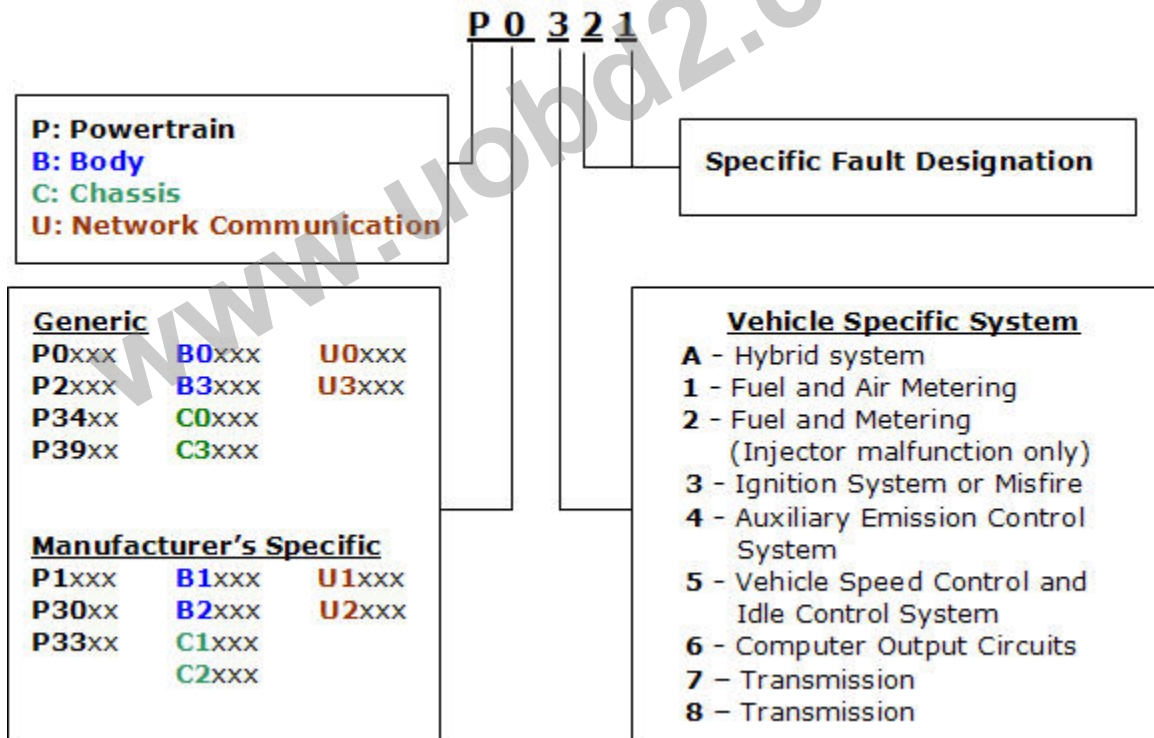 P 0 3 2 1
P: Powertrain
B: Body
C: Chassis
U: Network Communication
Specific Fault Designation
Generic
P0xxx B0xxx U0xxx
P2xxx B3xxx U3xxx
P34xx C0xxx
P39xx C3xxx
Manufacturer's Specific
P1xxx B1xxx U1xxx
P30xx B2xxx U2xxx
P33xx C1xxx
C2xxx
Vehicle Specific System
A - Hybrid system
1 - Fuel and Air Metering
2 - Fuel and Metering
(Injector malfunction only)
3 - Ignition System or Misfire
4 - Auxiliary Emission Control
System
5 - Vehicle Speed Control and
Idle Control System
6 - Computer Output Circuits
7 – Transmission
8 – Transmission
www.uobd2.c